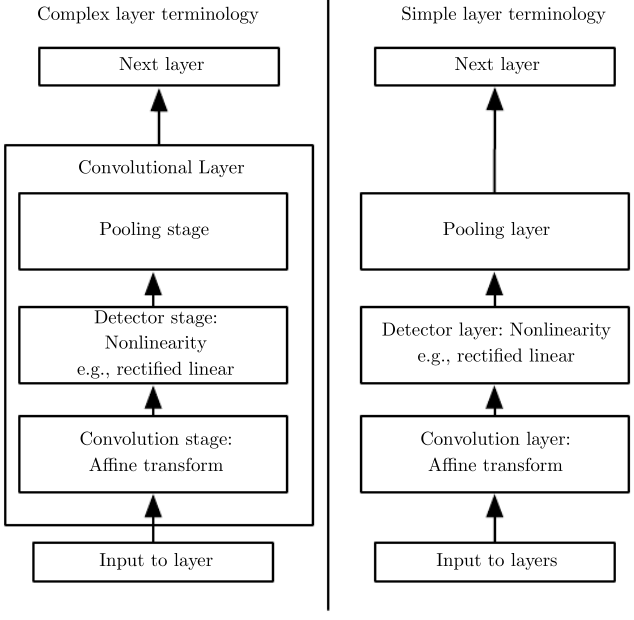 Complex layer terminology
Next layer
Convolutional Layer
Pooling stage
Detector stage:
Nonlinearity
e.g., rectified linear
Convolution stage:
Affine transform
Input to layer
Simple layer terminology
Next layer
Pooling layer
Detector layer: Nonlinearity
e.g., rectified linear
Convolution layer:
Affine transform
Input to layers